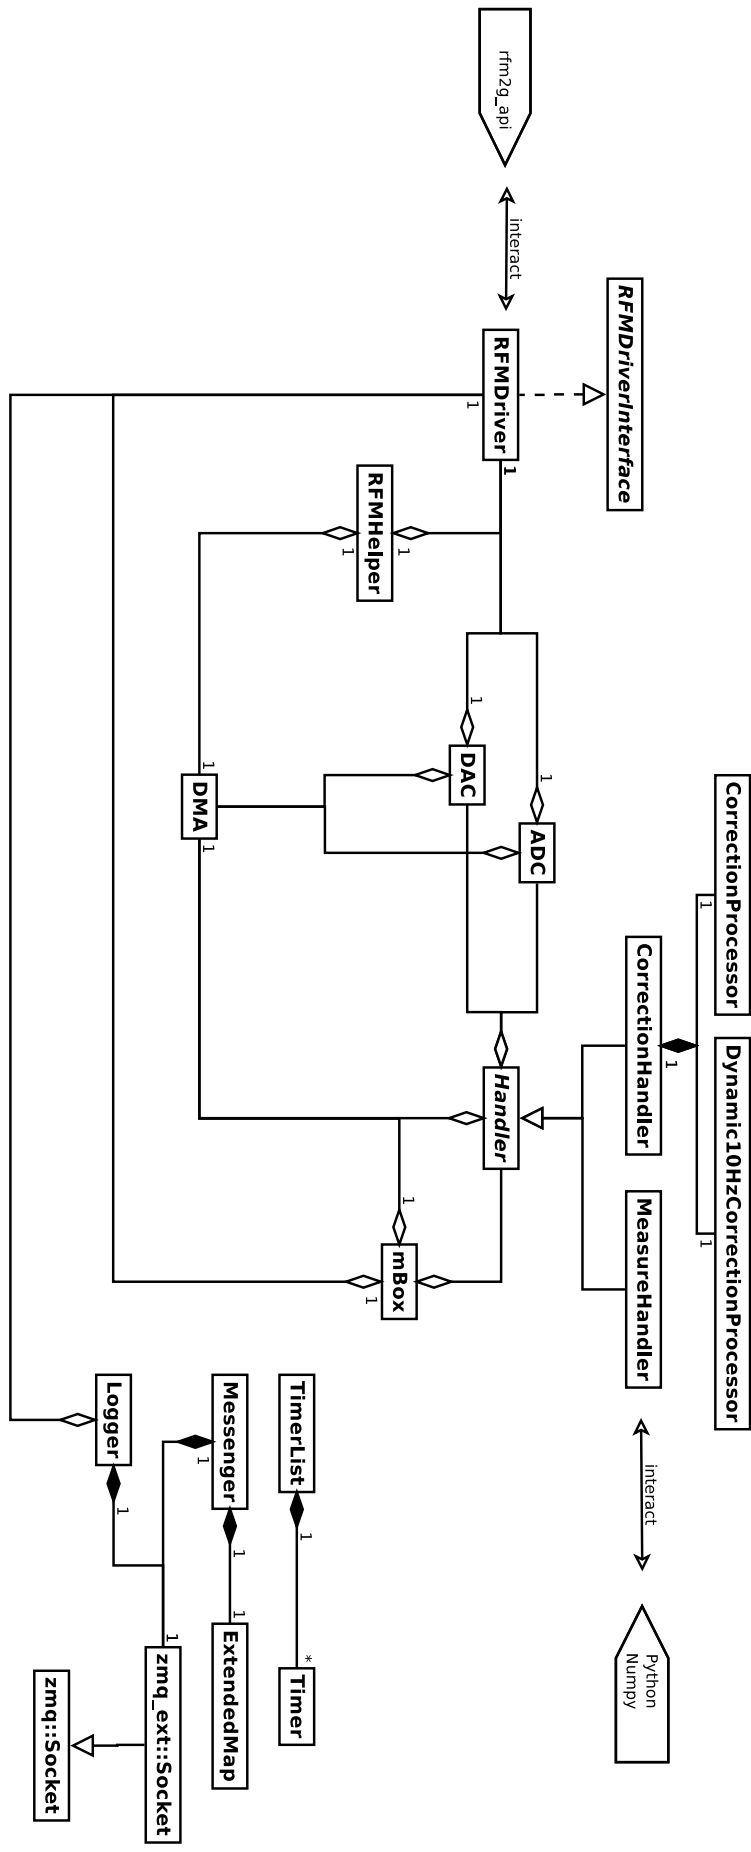 CorrectionProcessor
Dynamic10HzCorrectionProcessor
1
1
1
CorrectionHandler
MeasureHandler
interact
Python
Numpy
RFMDriverInterface
1
ADC
rfm2g_api
interact
RFMDriver
1
Handler
1
1
DAC
1
1
mBox
RFMHelper
1
1
TimerList
1
*
Timer
Messenger
1
1
ExtendedMap
1
DMA
1
1
1
zmq_ext::Socket
Logger
1
zmq::Socket